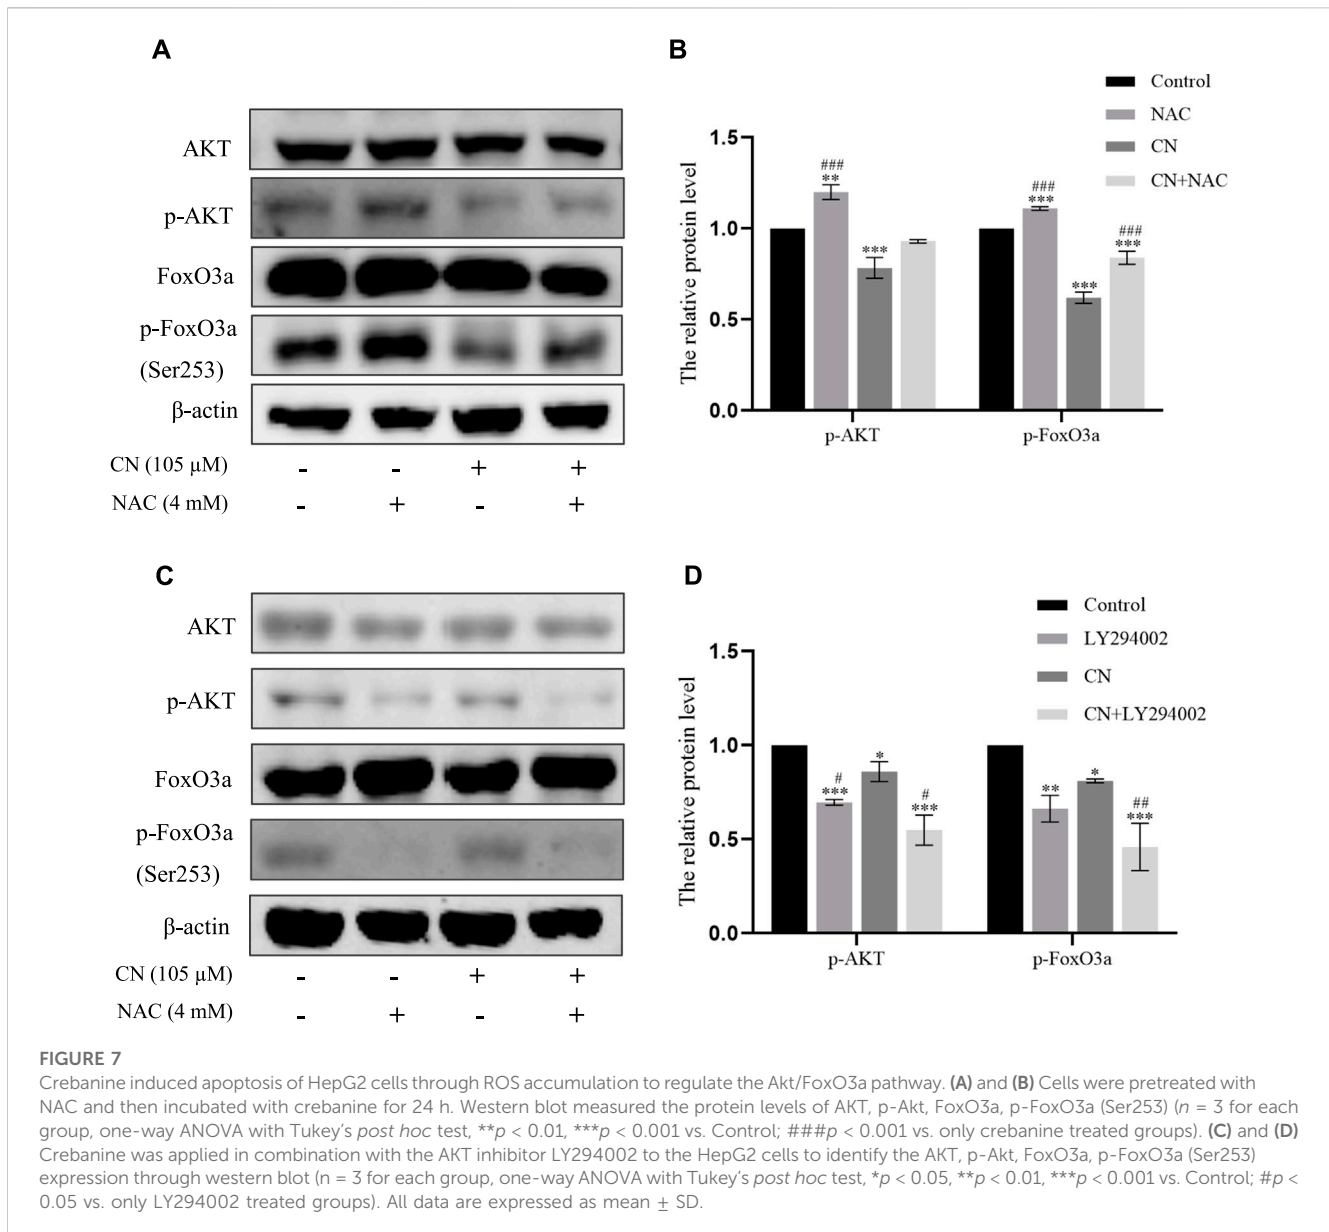 A
AKT
p-AKT
FoxO3a
p-FoxO3a
(Ser253)
β-actin
CN (105 μM) - - + +
NAC (4 mM) - + - +
B
Control
NAC
CN
CN+NAC
The relative protein level
1.5
1.0
0.5
0.0
###
**
***
###
***
***
###
***
p-AKT p-FoxO3a
C
AKT
p-AKT
FoxO3a
p-FoxO3a
(Ser253)
β-actin
CN (105 μM) - - + +
NAC (4 mM) - + - +
D
Control
LY294002
CN
CN+LY294002
The relative protein level
1.5
1.0
0.5
0.0
#
***
*
#
***
**
*
##
***
p-AKT p-FoxO3a
FIGURE 7
Crebanine induced apoptosis of HepG2 cells through ROS accumulation to regulate the Akt/FoxO3a pathway. (A) and (B) Cells were pretreated with
NAC and then incubated with crebanine for 24 h. Western blot measured the protein levels of AKT, p-Akt, FoxO3a, p-FoxO3a (Ser253) (n = 3 for each
group, one-way ANOVA with Tukey's post hoc test, **p < 0.01, ***p < 0.001 vs. Control; ###p < 0.001 vs. only crebanine treated groups). (C) and (D)
Crebanine was applied in combination with the AKT inhibitor LY294002 to the HepG2 cells to identify the AKT, p-Akt, FoxO3a, p-FoxO3a (Ser253)
expression through western blot (n = 3 for each group, one-way ANOVA with Tukey's post hoc test, *p < 0.05, **p < 0.01, ***p < 0.001 vs. Control; #p <
0.05 vs. only LY294002 treated groups). All data are expressed as mean ± SD.